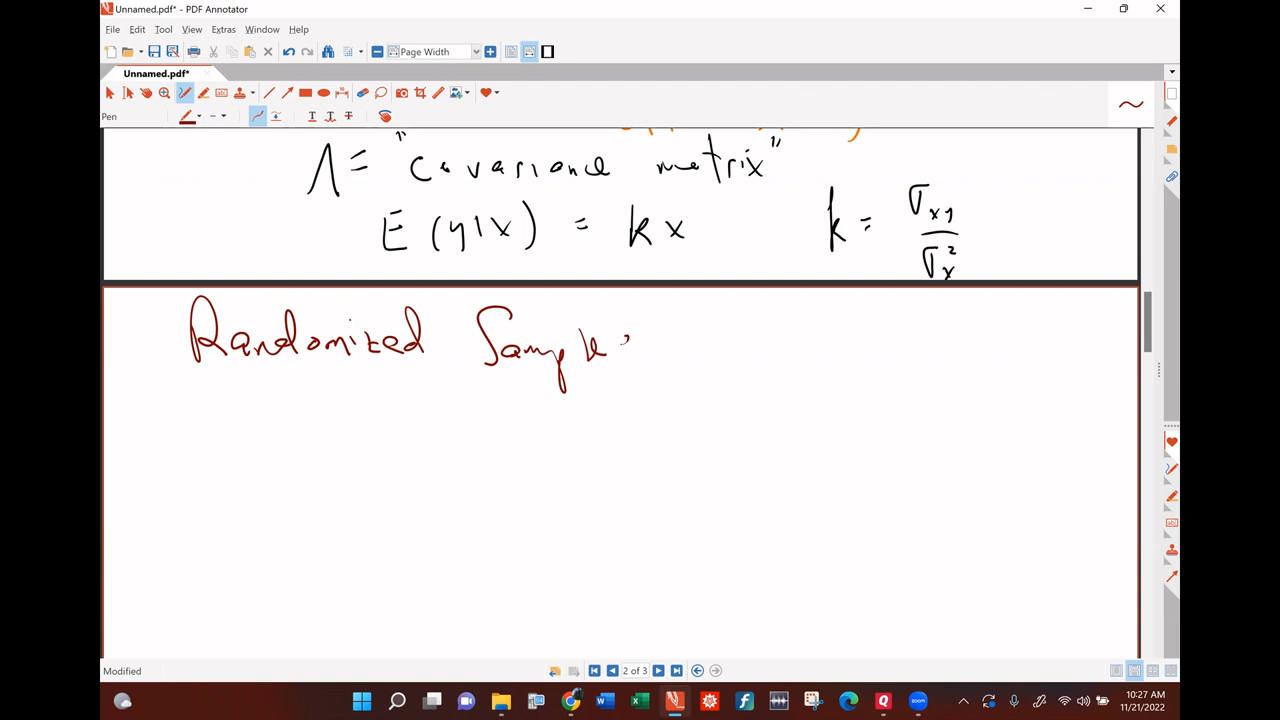 Unnamed.pdf* - PDF Annotator
File Edit Tool View Extras Window Help
Page Width
Unnamed.pdf*
Pen
Λ = "Covariance matrix"
E (y|x) = kx k = σxy / σx²
Randomized Sample
Modified
2 of 3
10:27 AM
11/21/2022